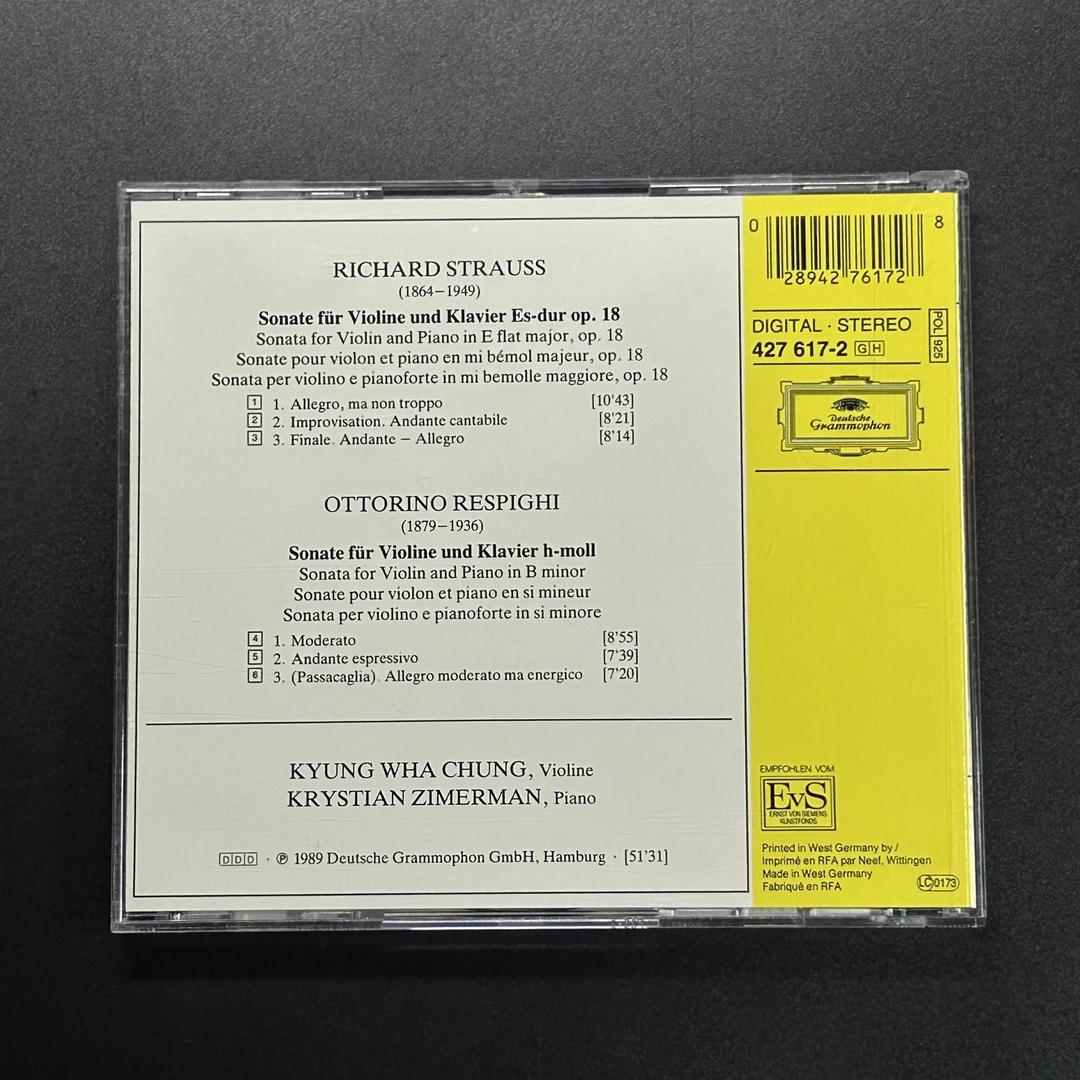 RICHARD STRAUSS
(1864–1949)
Sonate für Violine und Klavier Es-dur op. 18
Sonata for Violin and Piano in E flat major, op. 18
Sonate pour violon et piano en mi bémol majeur, op. 18
Sonata per violino e pianoforte in mi bemolle maggiore, op. 18
1 1. Allegro, ma non troppo [10'43]
2 2. Improvisation. Andante cantabile [8'21]
3 3. Finale. Andante – Allegro [8'14]
OTTORINO RESPIGHI
(1879–1936)
Sonate für Violine und Klavier h-moll
Sonata for Violin and Piano in B minor
Sonate pour violon et piano en si mineur
Sonata per violino e pianoforte in si minore
4 1. Moderato [8'55]
5 2. Andante espressivo [7'39]
6 3. (Passacaglia). Allegro moderato ma energico [7'20]
KYUNG WHA CHUNG, Violine
KRYSTIAN ZIMERMAN, Piano
DDD · ℗ 1989 Deutsche Grammophon GmbH, Hamburg · [51'31]
0 28942 76172 8
DIGITAL · STEREO
427 617-2 GH
POL 925
Deutsche
Grammophon
EMPFOHLEN VOM
EvS
ERNST VON SIEMENS
KUNSTFONDS
Printed in West Germany by /
Imprimé en RFA par Neef, Wittingen
Made in West Germany
Fabriqué en RFA
LC 0173